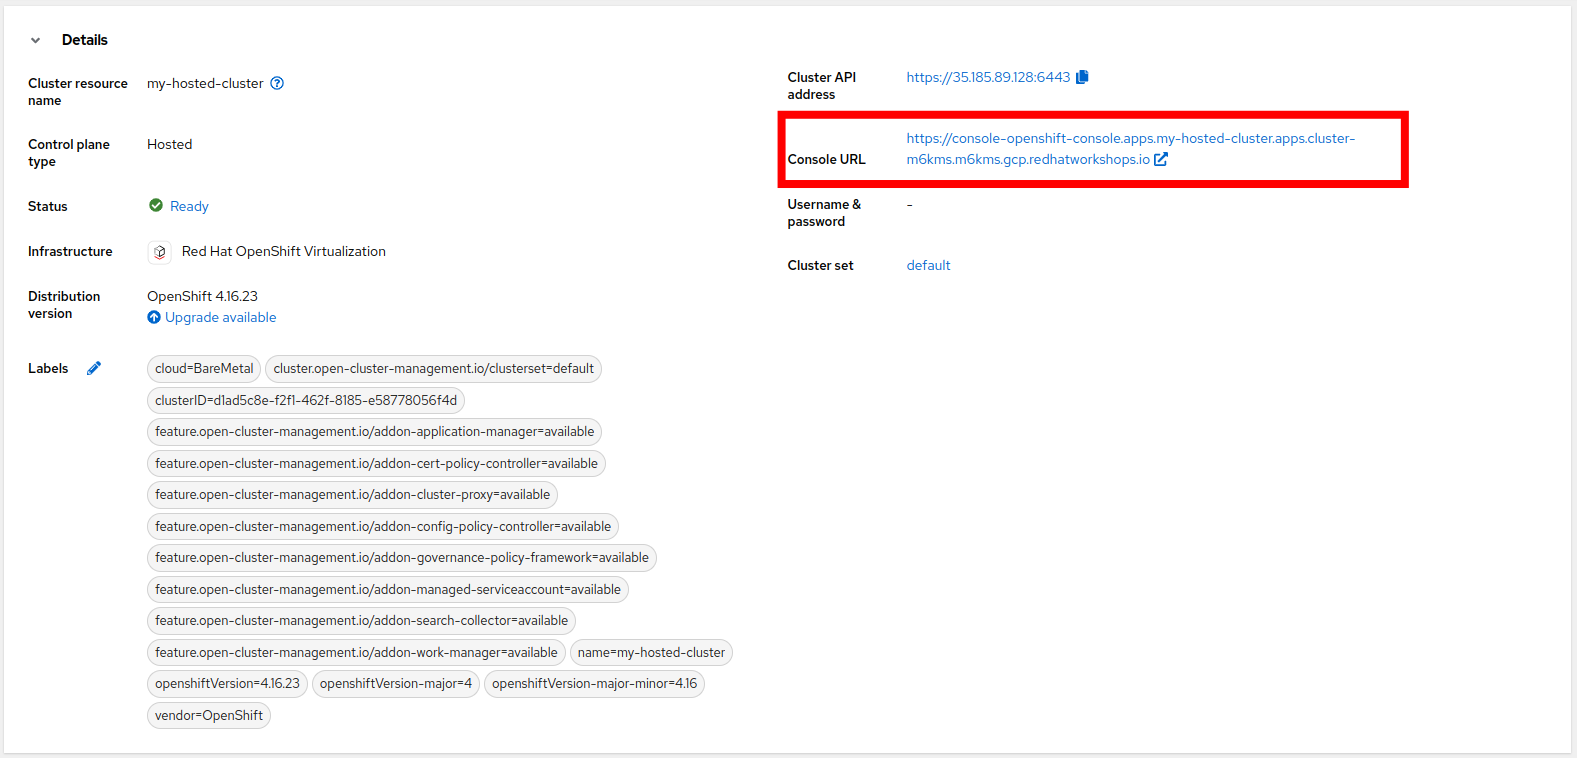 Details
Cluster resource name
my-hosted-cluster
Control plane type
Hosted
Status
Ready
Infrastructure
Red Hat OpenShift Virtualization
Distribution version
OpenShift 4.16.23
Upgrade available
Labels
cloud=BareMetal
cluster.open-cluster-management.io/clusterset=default
clusterID=d1ad5c8e-f2f1-462f-8185-e58778056f4d
feature.open-cluster-management.io/addon-application-manager=available
feature.open-cluster-management.io/addon-cert-policy-controller=available
feature.open-cluster-management.io/addon-cluster-proxy=available
feature.open-cluster-management.io/addon-config-policy-controller=available
feature.open-cluster-management.io/addon-governance-policy-framework=available
feature.open-cluster-management.io/addon-managed-serviceaccount=available
feature.open-cluster-management.io/addon-search-collector=available
feature.open-cluster-management.io/addon-work-manager=available
name=my-hosted-cluster
openshiftVersion=4.16.23
openshiftVersion-major=4
openshiftVersion-major-minor=4.16
vendor=OpenShift
Cluster API address
https://35.185.89.128:6443
Console URL
https://console-openshift-console.apps.my-hosted-cluster.apps.cluster-
m6kms.m6kms.gcp.redhatworkshops.io
Username & password
-
Cluster set
default